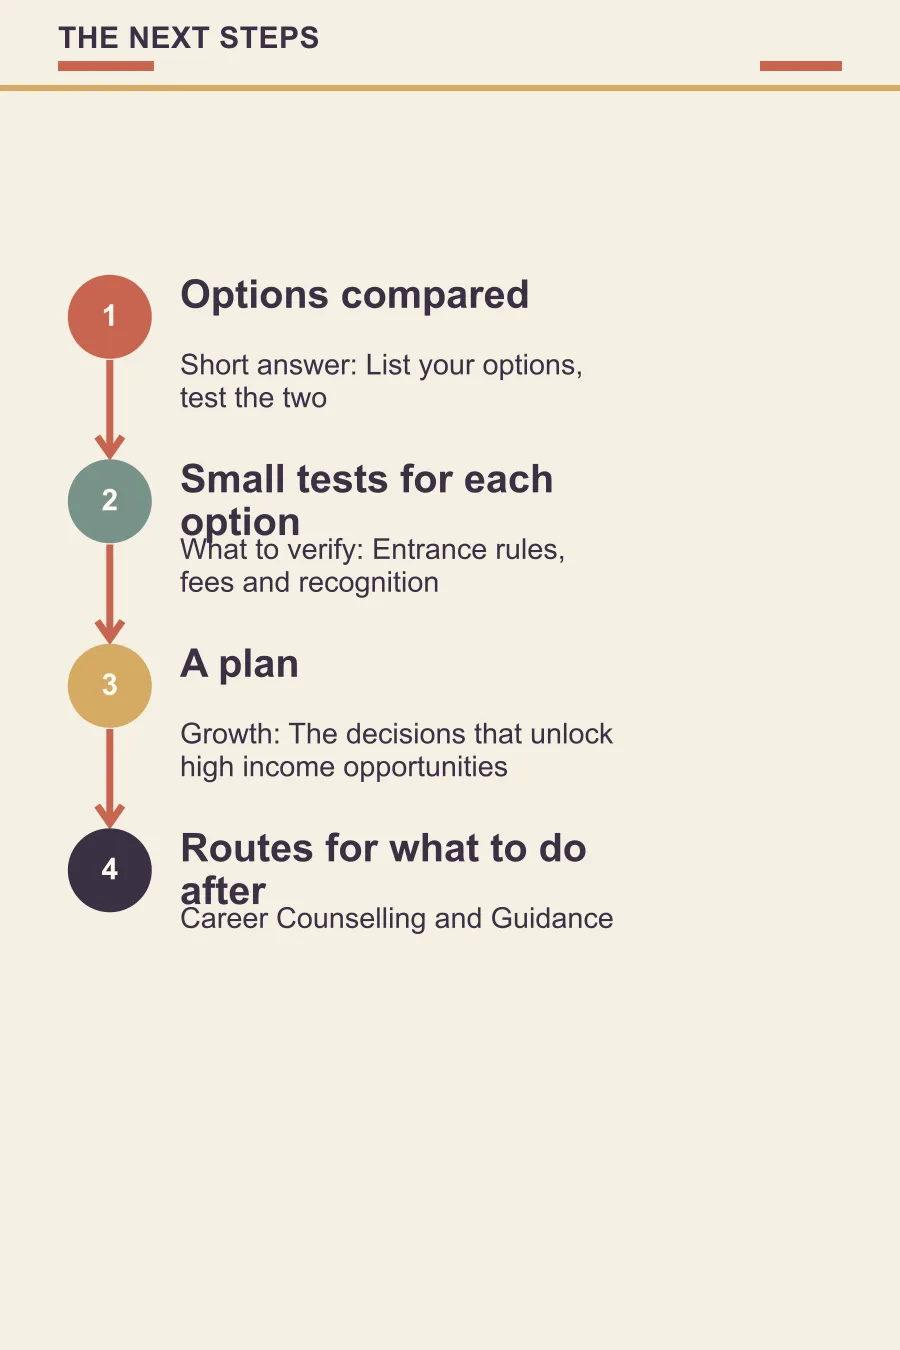 THE NEXT STEPS
1
Options compared
Short answer: List your options,
test the two
2
Small tests for each
option
What to verify: Entrance rules,
fees and recognition
3
A plan
Growth: The decisions that unlock
high income opportunities
4
Routes for what to do
after
Career Counselling and Guidance